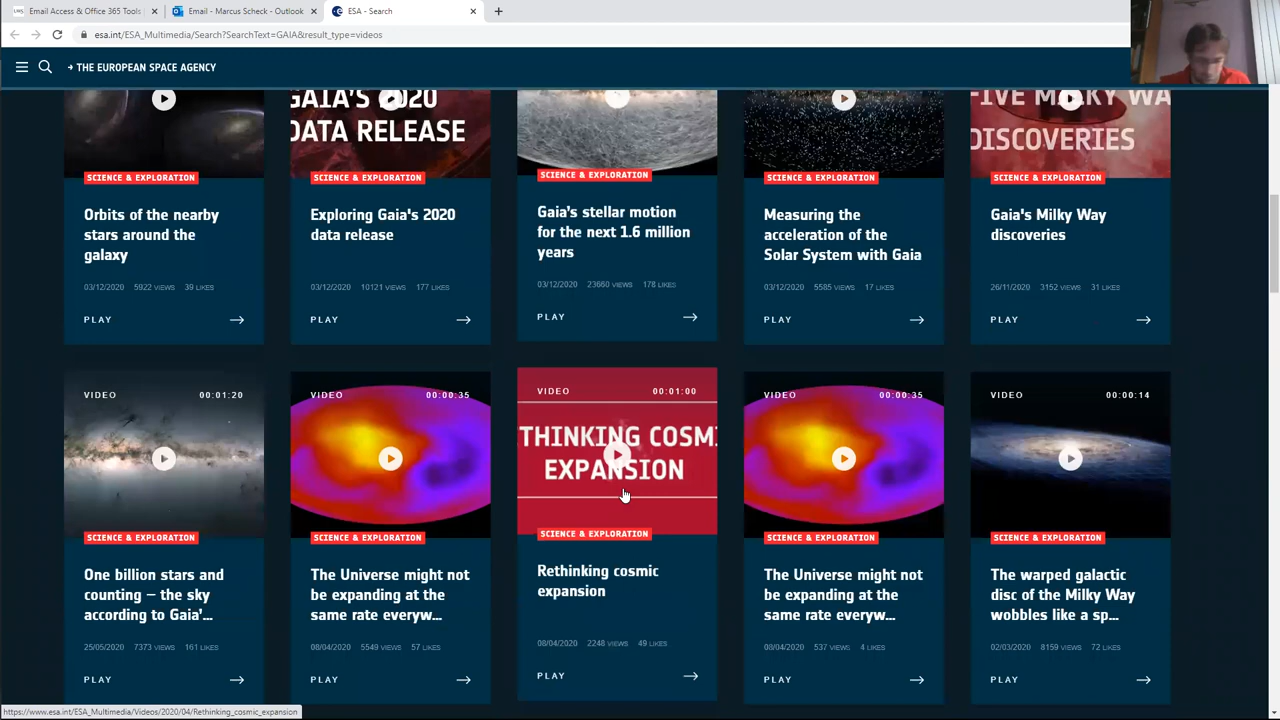 Email Access & Office 365 Tools
Email - Marcus Scheck - Outlook
ESA - Search
esa.int/ESA_Multimedia/Search?SearchText=GAIA&result_type=videos
THE EUROPEAN SPACE AGENCY
GAIA'S 2020
DATA RELEASE
FIVE MILKY WA
DISCOVERIES
SCIENCE & EXPLORATION
Orbits of the nearby
stars around the
galaxy
03/12/2020 5922 VIEWS 39 LIKES
PLAY
SCIENCE & EXPLORATION
Exploring Gaia's 2020
data release
03/12/2020 10121 VIEWS 177 LIKES
PLAY
SCIENCE & EXPLORATION
Gaia's stellar motion
for the next 1.6 million
years
03/12/2020 23660 VIEWS 178 LIKES
PLAY
SCIENCE & EXPLORATION
Measuring the
acceleration of the
Solar System with Gaia
03/12/2020 5585 VIEWS 17 LIKES
PLAY
SCIENCE & EXPLORATION
Gaia's Milky Way
discoveries
26/11/2020 3152 VIEWS 31 LIKES
PLAY
VIDEO 00:01:20
SCIENCE & EXPLORATION
One billion stars and
counting – the sky
according to Gaia'...
25/05/2020 7373 VIEWS 161 LIKES
PLAY
VIDEO 00:00:35
SCIENCE & EXPLORATION
The Universe might not
be expanding at the
same rate everyw...
08/04/2020 5549 VIEWS 57 LIKES
PLAY
VIDEO 00:01:00
THINKING COSMI
EXPANSION
SCIENCE & EXPLORATION
Rethinking cosmic
expansion
08/04/2020 2248 VIEWS 49 LIKES
PLAY
VIDEO 00:00:35
SCIENCE & EXPLORATION
The Universe might not
be expanding at the
same rate everyw...
08/04/2020 537 VIEWS 4 LIKES
PLAY
VIDEO 00:00:14
SCIENCE & EXPLORATION
The warped galactic
disc of the Milky Way
wobbles like a sp...
02/03/2020 8159 VIEWS 72 LIKES
PLAY
https://www.esa.int/ESA_Multimedia/Videos/2020/04/Rethinking_cosmic_expansion